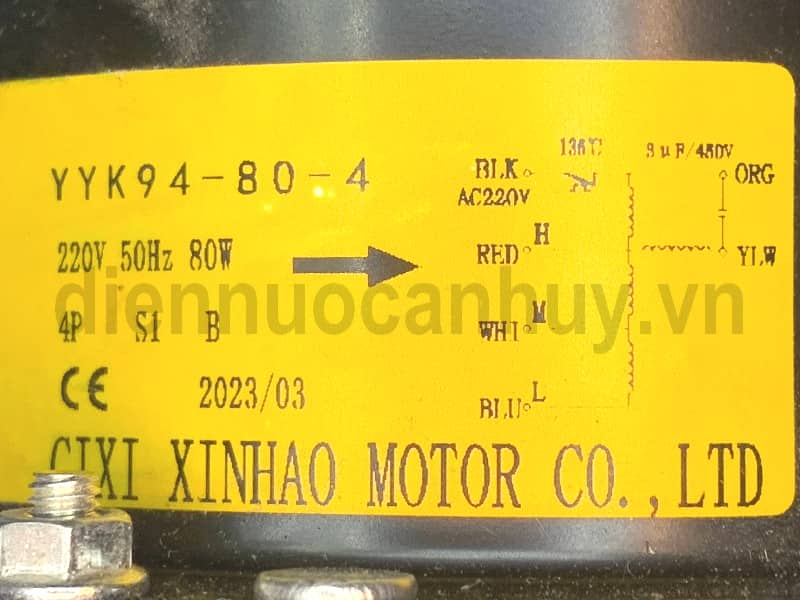 YYK94-80-4
220V 50Hz 80W
4P S1 B
CE 2023/03
136℃
3μF/450V
BLK
AC220V
ORG
RED H
YLW
WHI M
BLU L
CIXI XINHAO MOTOR CO.,LTD
diennuocanhuy.vn